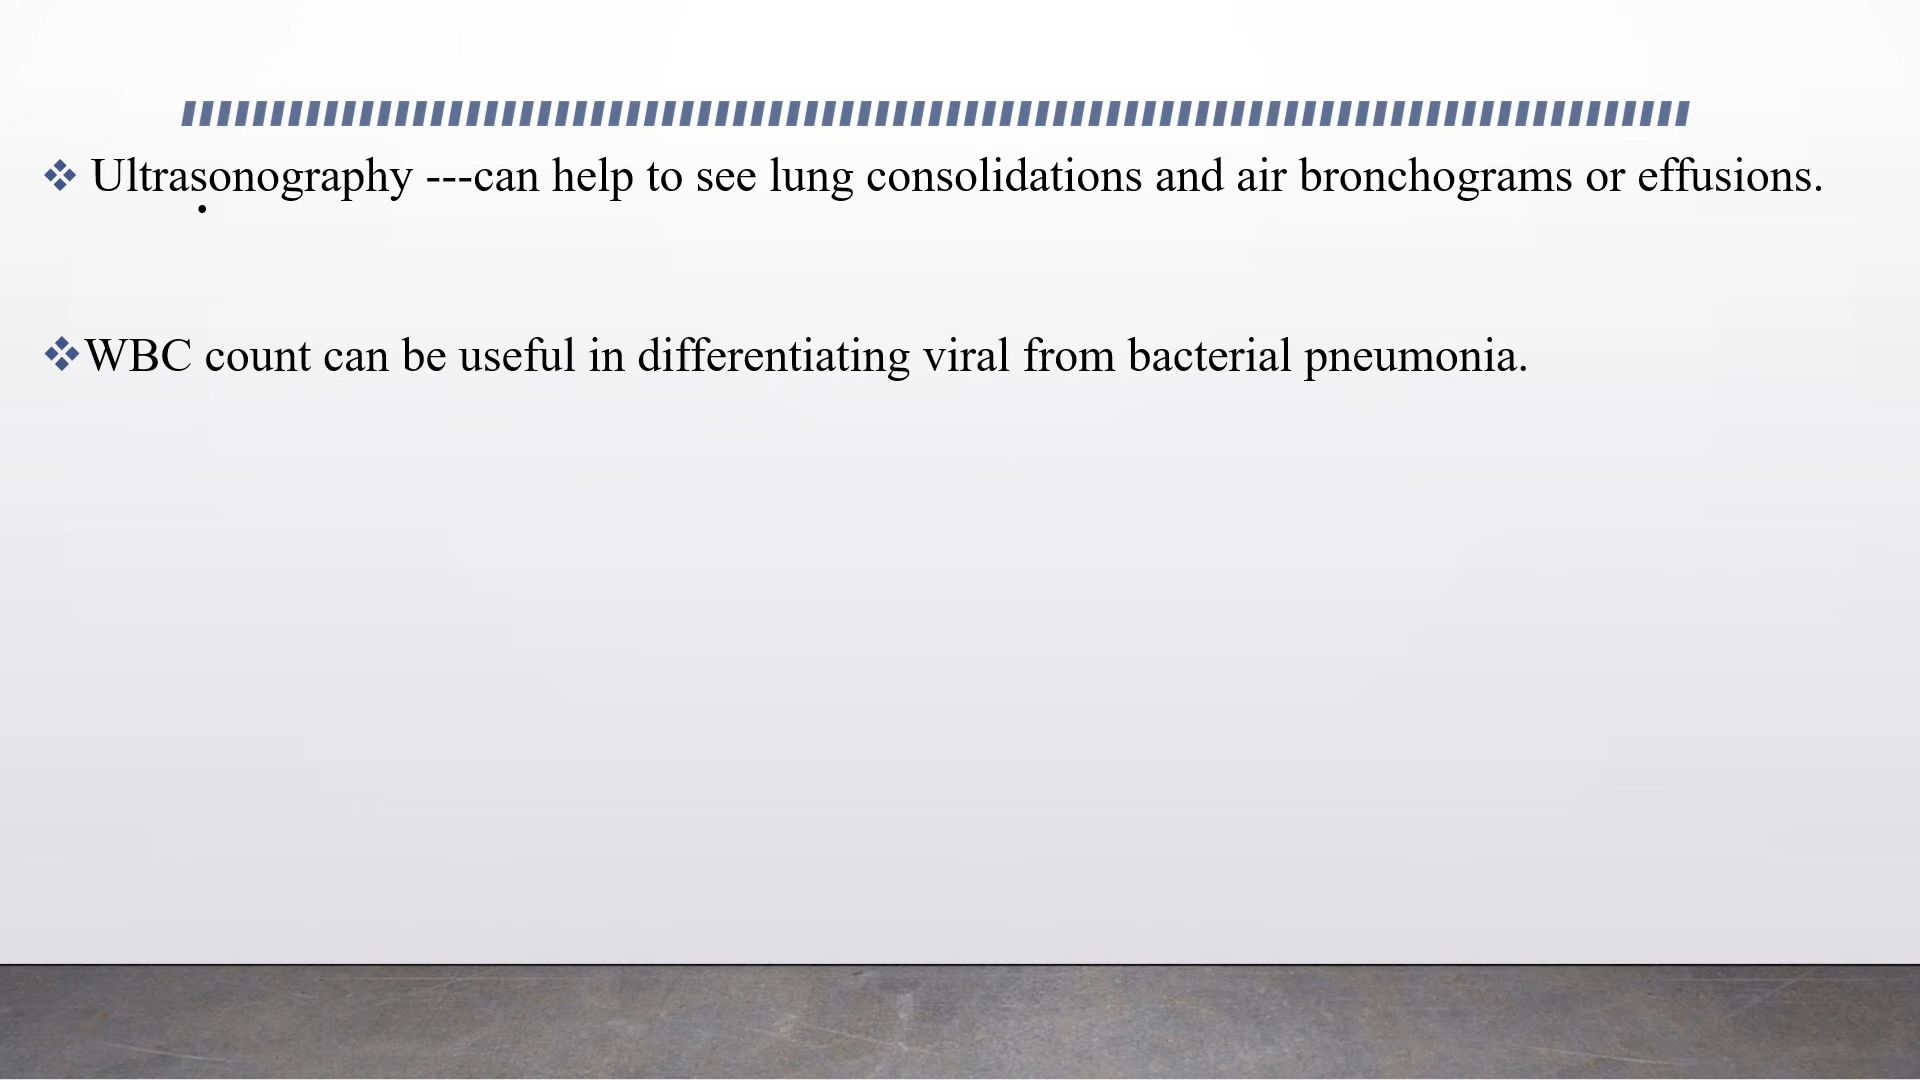 ❖ Ultrasonography ---can help to see lung consolidations and air bronchograms or effusions.
•
❖WBC count can be useful in differentiating viral from bacterial pneumonia.